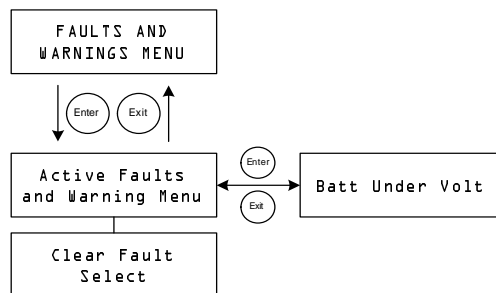 FAULTS AND
WARNINGS MENU
Enter
Exit
Active Faults
and Warning Menu
Enter
Exit
Batt Under Volt
Clear Fault
Select